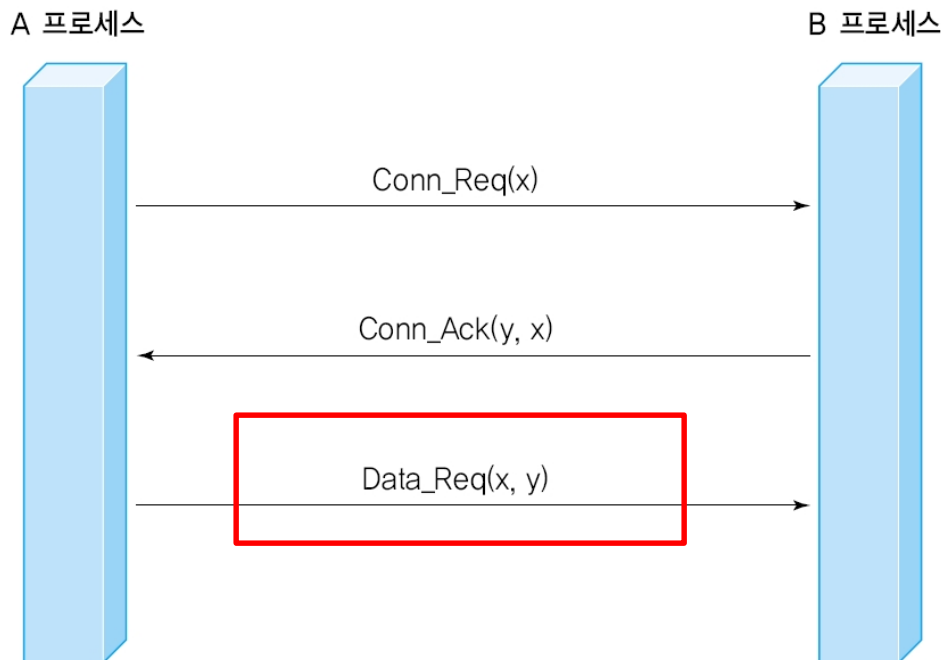 A 프로세스
B 프로세스
Conn_Req(x)
Conn_Ack(y, x)
Data_Req(x, y)